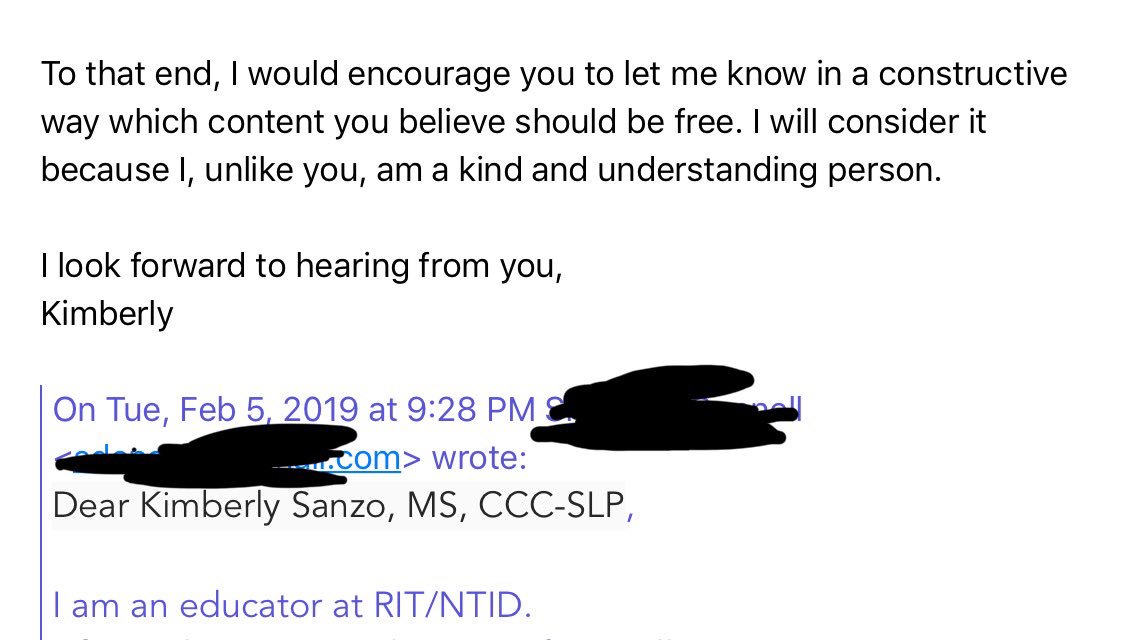 To that end, I would encourage you to let me know in a constructive
way which content you believe should be free. I will consider it
because I, unlike you, am a kind and understanding person.
I look forward to hearing from you,
Kimberly
On Tue, Feb 5, 2019 at 9:28 PM
.com> wrote:
Dear Kimberly Sanzo, MS, CCC-SLP,
I am an educator at RIT/NTID.